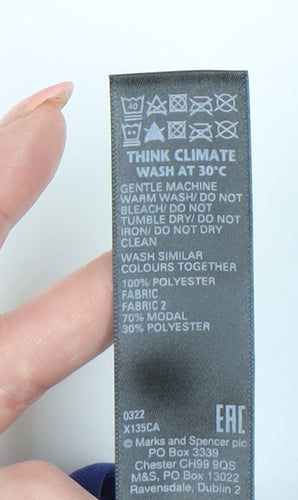 40
THINK CLIMATE
WASH AT 30°C
GENTLE MACHINE
WARM WASH/ DO NOT
BLEACH/ DO NOT
TUMBLE DRY/ DO NOT
IRON/ DO NOT DRY
CLEAN
WASH SIMILAR
COLOURS TOGETHER
100% POLYESTER
FABRIC
FABRIC 2
70% MODAL
30% POLYESTER
0322
X135CA
EAC
© Marks and Spencer plc
PO Box 3339
Chester CH99 9QS
M&S, PO Box 13022
Ravensdale, Dublin 2